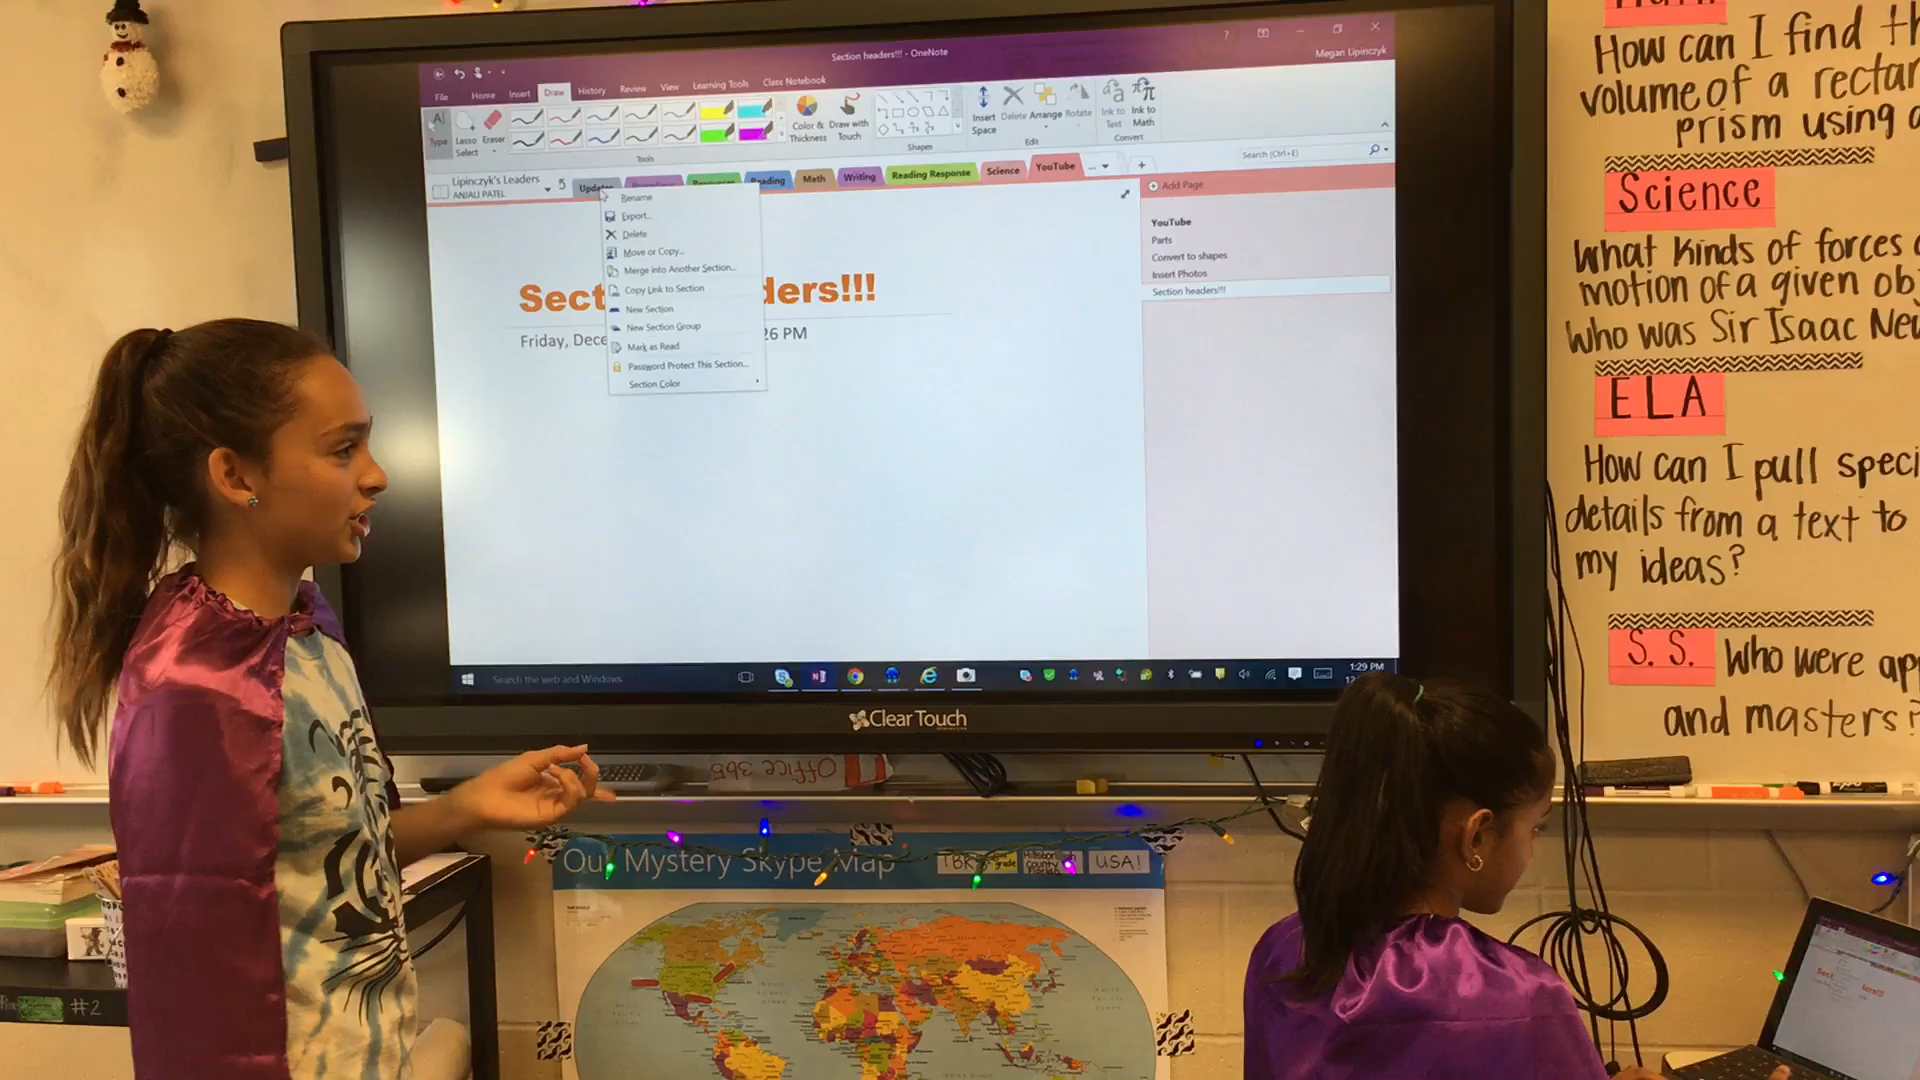 Section headers!!! - OneNote
Megan Lipinczyk
File Home Insert Draw History Review View Learning Tools Class Notebook
Type
Lasso Select
Eraser
Color & Thickness
Draw with Touch
Insert Space
Delete
Arrange
Rotate
Ink to Text
Ink to Math
Tools
Shapes
Edit
Convert
Lipinczyk's Leaders
ANJALI PATEL
Updates
Reading
Math
Writing
Reading Response
Science
YouTube
Search (Ctrl+E)
Rename
Export...
Delete
Move or Copy...
Merge into Another Section...
Copy Link to Section
New Section
New Section Group
Mark as Read
Password Protect This Section...
Section Color
Sect
ders!!!
Friday, Dece
26 PM
Add Page
YouTube
Parts
Convert to shapes
Insert Photos
Section headers!!!
Search the web and Windows
1:29 PM
Clear Touch
Office 365
Our Mystery Skype Map
USA!
#2
How can I find th
volume of a rectan
prism using a
Science
What kinds of forces
motion of a given obj
Who was Sir Isaac New
ELA
How can I pull speci
details from a text to
my ideas?
S. S.
Who were app
and masters?